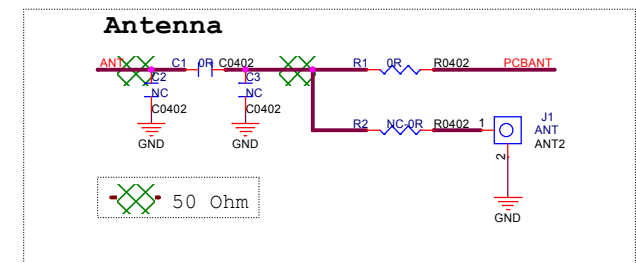 Antenna
ANT C1 0R C0402 R1 0R R0402 PCBANT
C2 C3
NC NC
C0402 C0402
R2 NC-0R R0402 1 J1
ANT
ANT2
GND GND 2
50 Ohm
GND